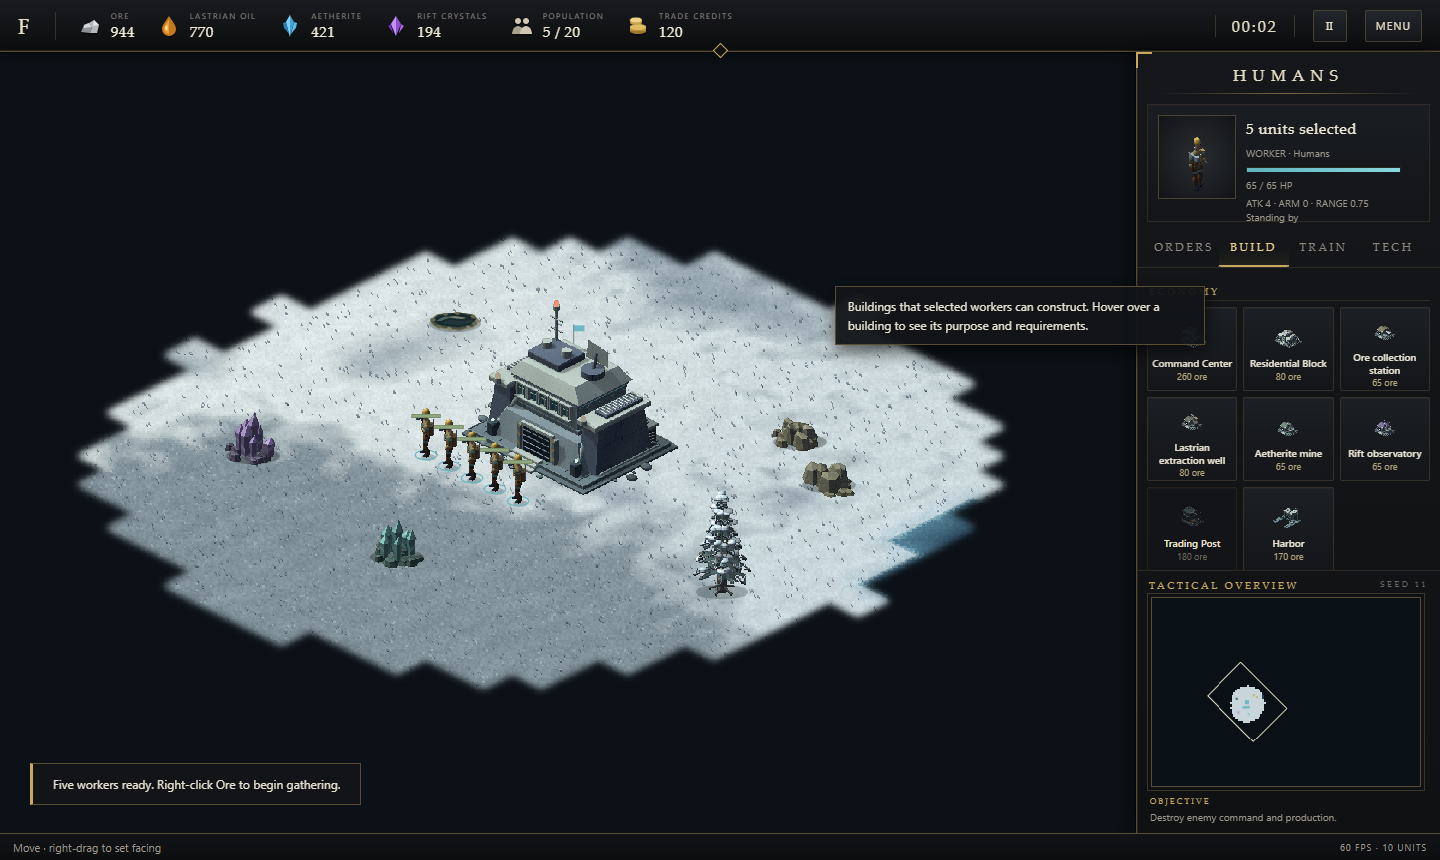 F
ORE
944
LASTRIAN OIL
770
AETHERITE
421
RIFT CRYSTALS
194
POPULATION
5 / 20
TRADE CREDITS
120
00:02
II
MENU
HUMANS
5 units selected
WORKER · Humans
65 / 65 HP
ATK 4 · ARM 0 · RANGE 0.75
Standing by
ORDERS
BUILD
TRAIN
TECH
Buildings that selected workers can construct. Hover over a
building to see its purpose and requirements.
Command Center
260 ore
Residential Block
80 ore
Ore collection
station
65 ore
Lastrian
extraction well
80 ore
Aetherite mine
65 ore
Rift observatory
65 ore
Trading Post
180 ore
Harbor
170 ore
TACTICAL OVERVIEW
SEED 11
OBJECTIVE
Destroy enemy command and production.
Five workers ready. Right-click Ore to begin gathering.
Move · right-drag to set facing
60 FPS · 10 UNITS